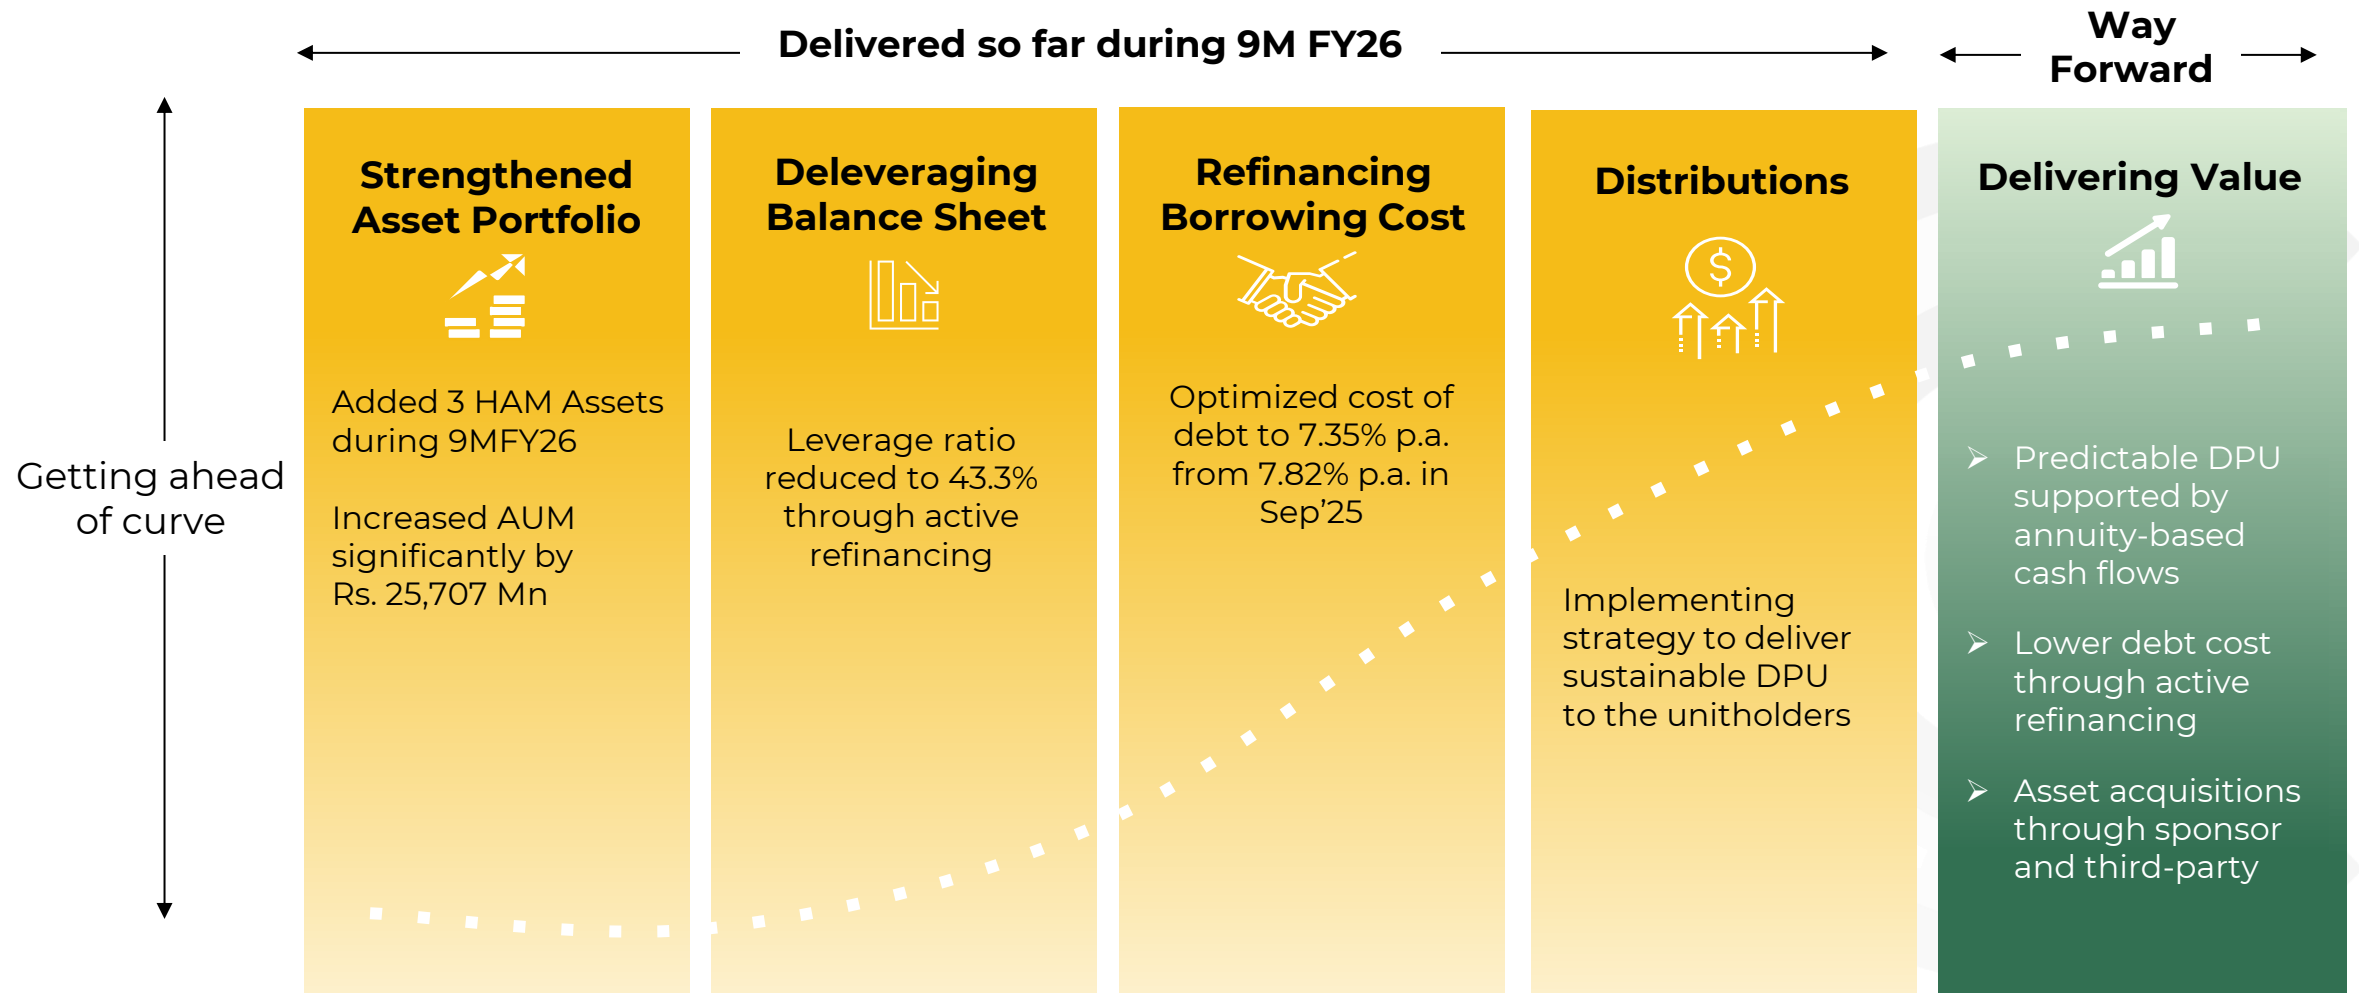 Delivered so far during 9M FY26
Way
Forward
Getting ahead
of curve
Strengthened
Asset Portfolio
Added 3 HAM Assets
during 9MFY26
Increased AUM
significantly by
Rs. 25,707 Mn
Deleveraging
Balance Sheet
Leverage ratio
reduced to 43.3%
through active
refinancing
Refinancing
Borrowing Cost
Optimized cost of
debt to 7.35% p.a.
from 7.82% p.a. in
Sep’25
Distributions
$
Implementing
strategy to deliver
sustainable DPU
to the unitholders
Delivering Value
➢ Predictable DPU
supported by
annuity-based
cash flows
➢ Lower debt cost
through active
refinancing
➢ Asset acquisitions
through sponsor
and third-party